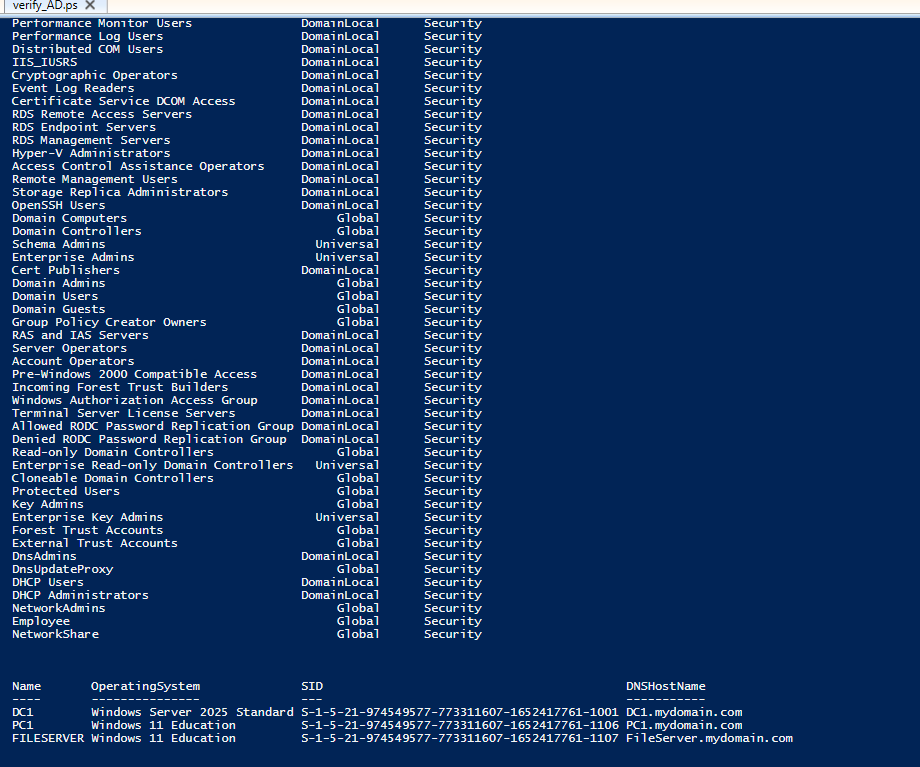 verify_AD.ps
Performance Monitor Users DomainLocal Security
Performance Log Users DomainLocal Security
Distributed COM Users DomainLocal Security
IIS_IUSRS DomainLocal Security
Cryptographic Operators DomainLocal Security
Event Log Readers DomainLocal Security
Certificate Service DCOM Access DomainLocal Security
RDS Remote Access Servers DomainLocal Security
RDS Endpoint Servers DomainLocal Security
RDS Management Servers DomainLocal Security
Hyper-V Administrators DomainLocal Security
Access Control Assistance Operators DomainLocal Security
Remote Management Users DomainLocal Security
Storage Replica Administrators DomainLocal Security
OpenSSH Users DomainLocal Security
Domain Computers Global Security
Domain Controllers Global Security
Schema Admins Universal Security
Enterprise Admins Universal Security
Cert Publishers DomainLocal Security
Domain Admins Global Security
Domain Users Global Security
Domain Guests Global Security
Group Policy Creator Owners Global Security
RAS and IAS Servers DomainLocal Security
Server Operators DomainLocal Security
Account Operators DomainLocal Security
Pre-Windows 2000 Compatible Access DomainLocal Security
Incoming Forest Trust Builders DomainLocal Security
Windows Authorization Access Group DomainLocal Security
Terminal Server License Servers DomainLocal Security
Allowed RODC Password Replication Group DomainLocal Security
Denied RODC Password Replication Group DomainLocal Security
Read-only Domain Controllers Global Security
Enterprise Read-only Domain Controllers Universal Security
Cloneable Domain Controllers Global Security
Protected Users Global Security
Key Admins Global Security
Enterprise Key Admins Universal Security
Forest Trust Accounts Global Security
External Trust Accounts Global Security
DnsAdmins DomainLocal Security
DnsUpdateProxy Global Security
DHCP Users DomainLocal Security
DHCP Administrators DomainLocal Security
NetworkAdmins Global Security
Employee Global Security
NetworkShare Global Security
Name OperatingSystem SID DNSHostName
---- --------------- --- -----------
DC1 Windows Server 2025 Standard S-1-5-21-974549577-773311607-1652417761-1001 DC1.mydomain.com
PC1 Windows 11 Education S-1-5-21-974549577-773311607-1652417761-1106 PC1.mydomain.com
FILESERVER Windows 11 Education S-1-5-21-974549577-773311607-1652417761-1107 FileServer.mydomain.com